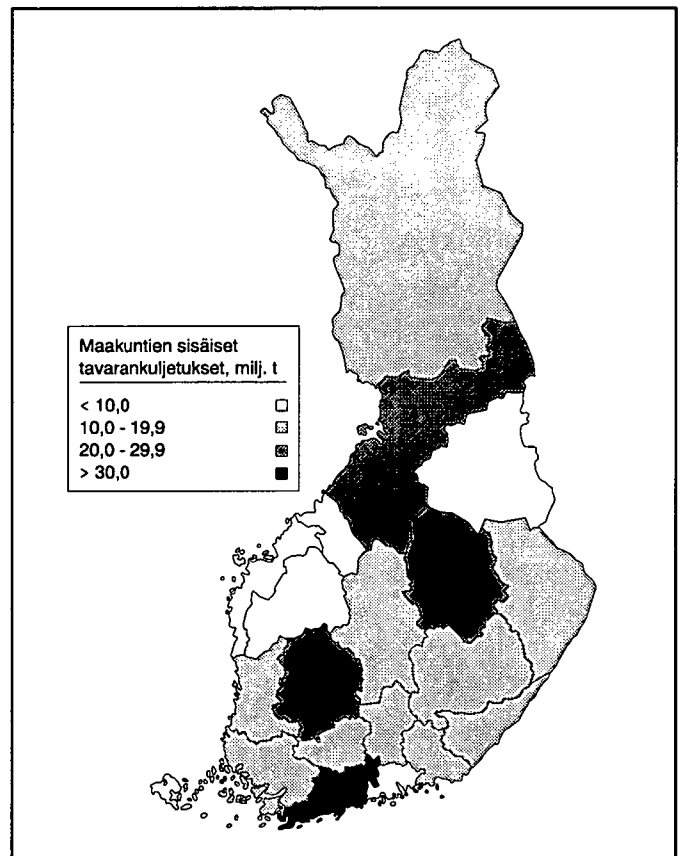 Maakuntien sisäiset
tavarankuljetukset, milj. t
< 10,0
10,0 - 19,9
20,0 - 29,9
> 30,0